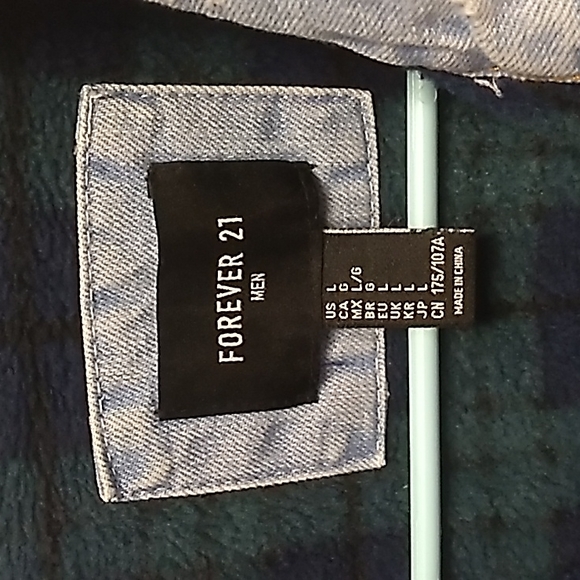 FOREVER 21
MEN
US L
CA G
MX L/G
BR G
EU L
UK L
KR L
JP L
CN 175/107A
MADE IN CHINA